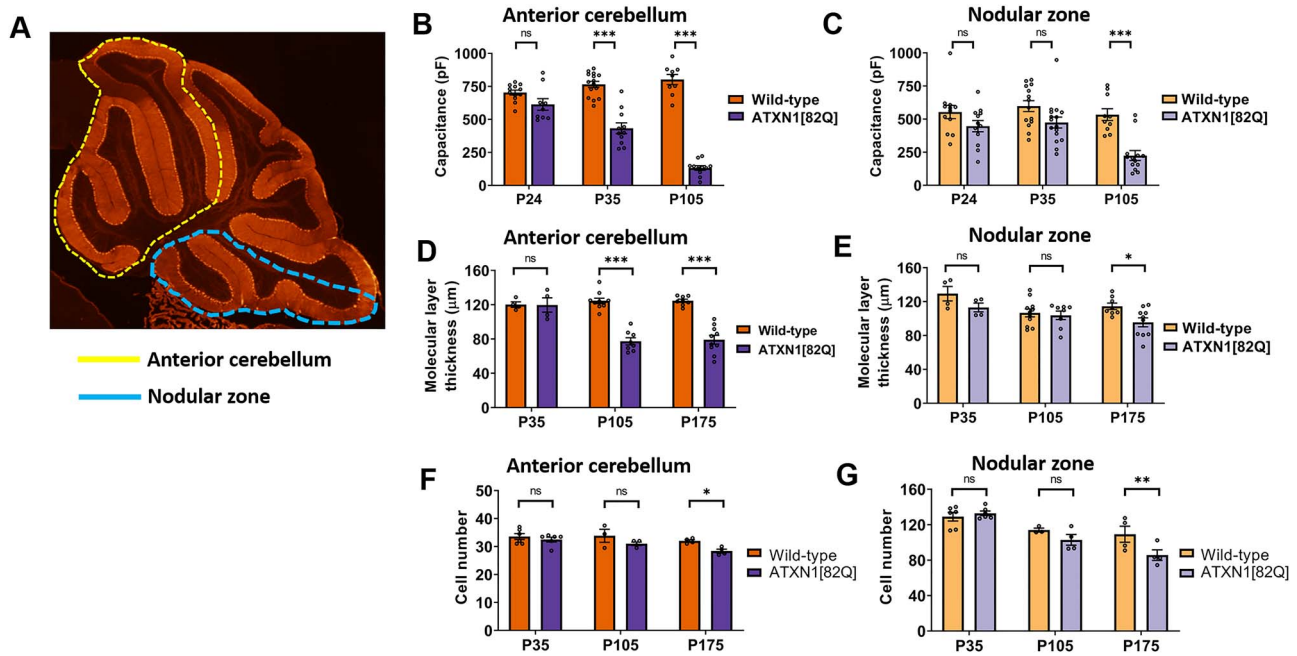 A
Anterior cerebellum
Nodular zone
B
Anterior cerebellum
ns
***
***
Capacitance (pF)
1000
750
500
250
0
P24
P35
P105
Wild-type
ATXN1[82Q]
C
Nodular zone
ns
ns
***
Capacitance (pF)
1000
750
500
250
0
P24
P35
P105
Wild-type
ATXN1[82Q]
D
Anterior cerebellum
ns
***
***
Molecular layer
thickness (μm)
160
120
80
40
0
P35
P105
P175
Wild-type
ATXN1[82Q]
E
Nodular zone
ns
ns
*
Molecular layer
thickness (μm)
160
120
80
40
0
P35
P105
P175
Wild-type
ATXN1[82Q]
F
Anterior cerebellum
ns
ns
*
Cell number
50
40
30
20
10
0
P35
P105
P175
Wild-type
ATXN1[82Q]
G
Nodular zone
ns
ns
**
Cell number
160
120
80
40
0
P35
P105
P175
Wild-type
ATXN1[82Q]